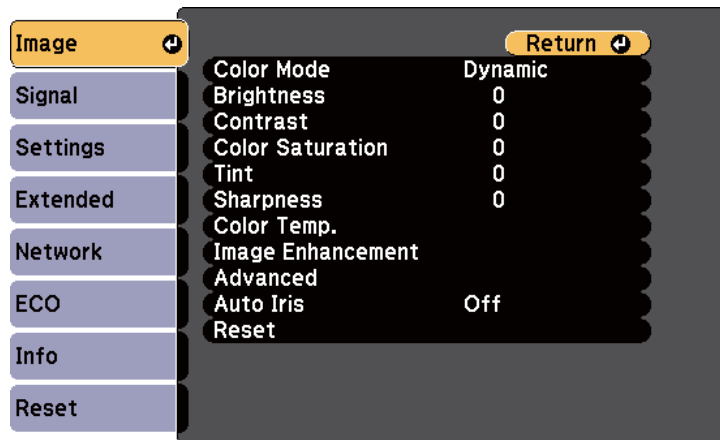 Image
Signal
Settings
Extended
Network
ECO
Info
Reset
Return
Color Mode Dynamic
Brightness 0
Contrast 0
Color Saturation 0
Tint 0
Sharpness 0
Color Temp.
Image Enhancement
Advanced
Auto Iris Off
Reset